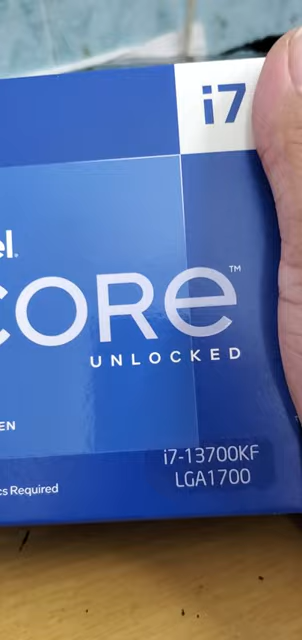 i7
el.
CORE™
UNLOCKED
EN
cs Required
i7-13700KF
LGA1700